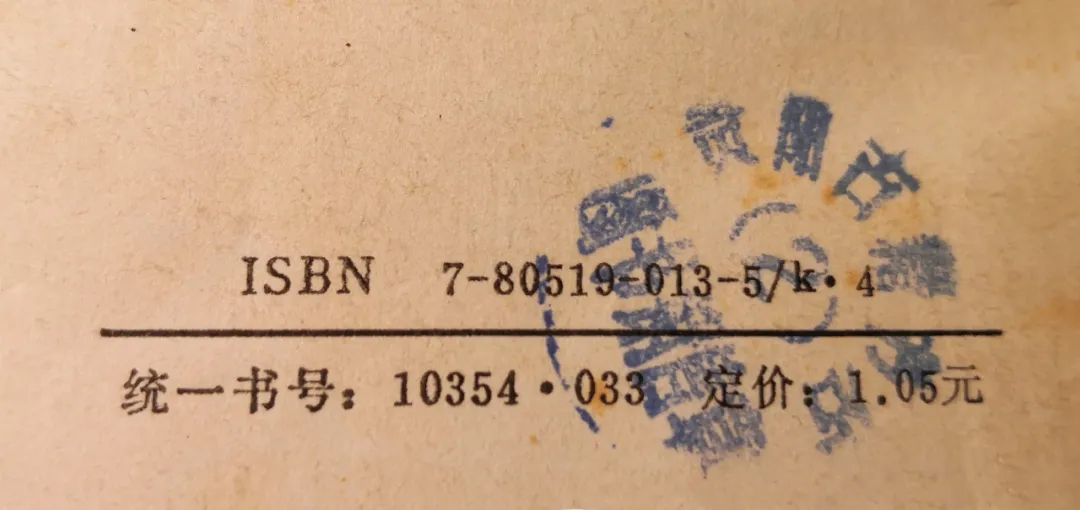 ISBN 7-80519-013-5/k·4
统一书号：10354·033 定价：1.05元